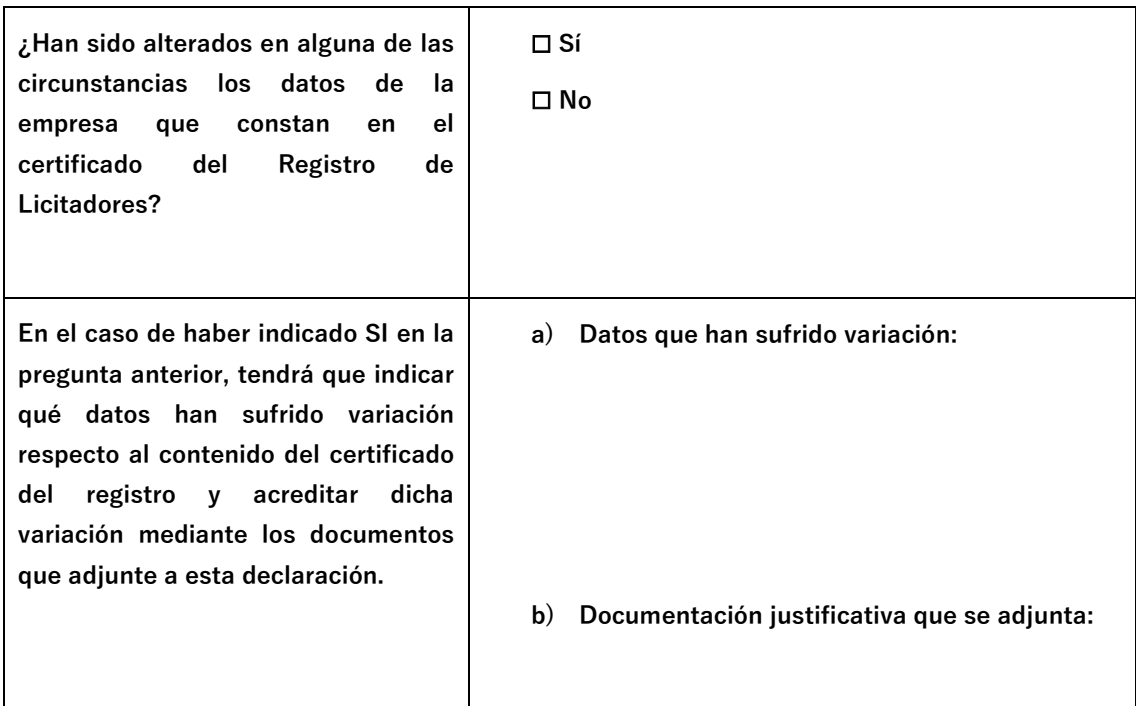 ¿Han sido alterados en alguna de las
circunstancias los datos de la
empresa que constan en el
certificado del Registro de
Licitadores?
☐ Sí
☐ No
En el caso de haber indicado SI en la
pregunta anterior, tendrá que indicar
qué datos han sufrido variación
respecto al contenido del certificado
del registro y acreditar dicha
variación mediante los documentos
que adjunte a esta declaración.
a) Datos que han sufrido variación:
b) Documentación justificativa que se adjunta: